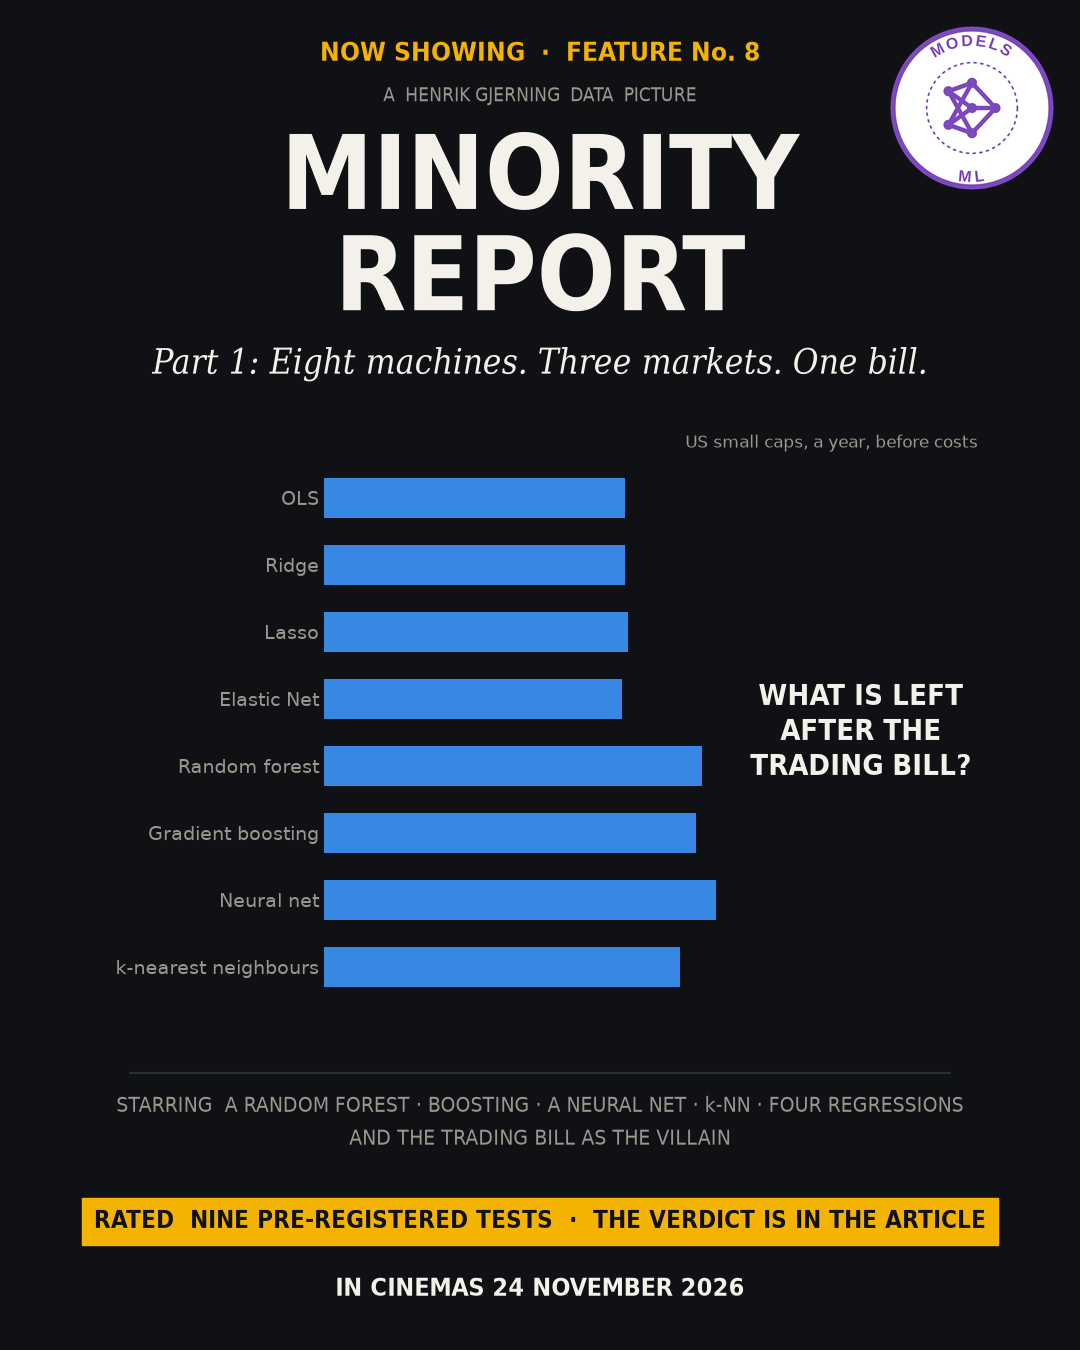 NOW SHOWING · FEATURE No. 8
A HENRIK GJERNING DATA PICTURE
MODELS
ML
MINORITY
REPORT
Part 1: Eight machines. Three markets. One bill.
US small caps, a year, before costs
OLS
Ridge
Lasso
Elastic Net
Random forest
Gradient boosting
Neural net
k-nearest neighbours
WHAT IS LEFT
AFTER THE
TRADING BILL?
STARRING A RANDOM FOREST · BOOSTING · A NEURAL NET · k-NN · FOUR REGRESSIONS
AND THE TRADING BILL AS THE VILLAIN
RATED NINE PRE-REGISTERED TESTS · THE VERDICT IS IN THE ARTICLE
IN CINEMAS 24 NOVEMBER 2026